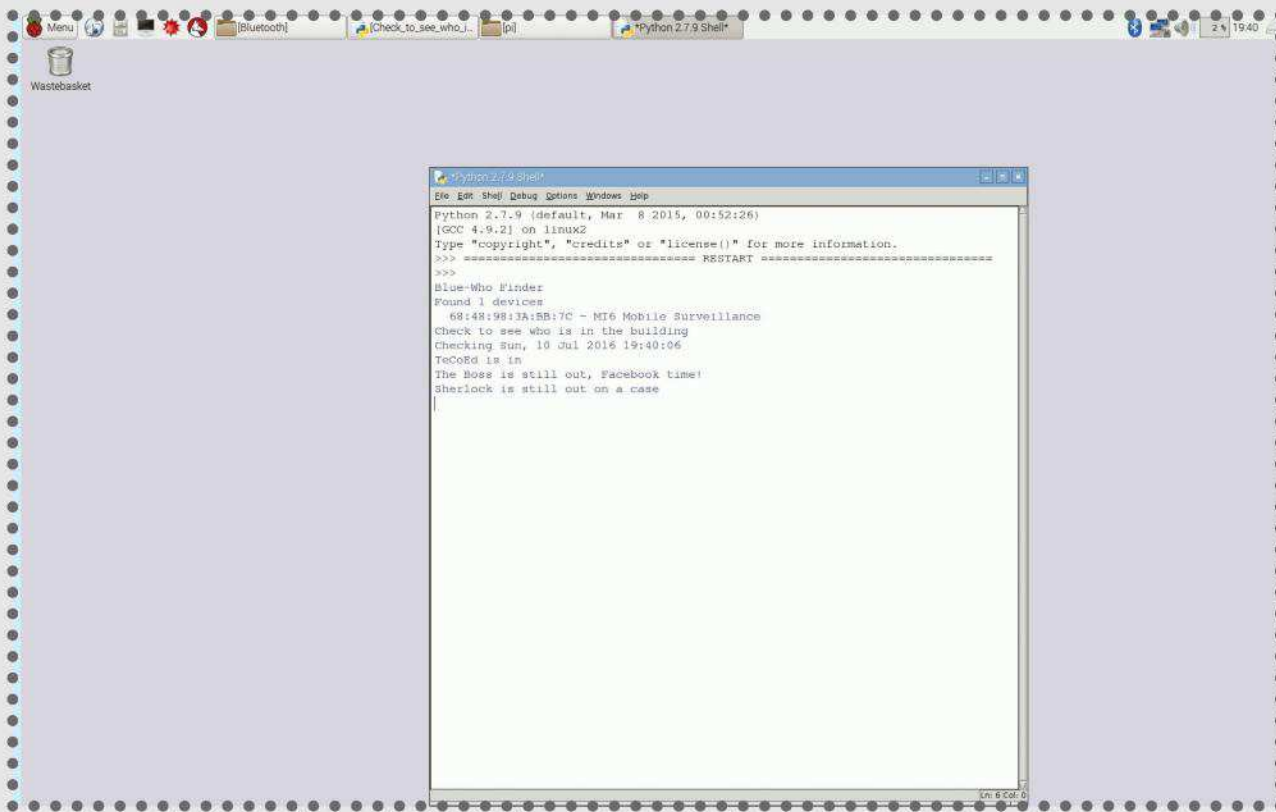 Menu
[Bluetooth]
[Check_to_see_who_i...
[pi]
*Python 2.7.9 Shell*
2 %
19:40
Wastebasket
*Python 2.7.9 Shell*
File Edit Shell Debug Options Windows Help
Python 2.7.9 (default, Mar  8 2015, 00:52:26)
[GCC 4.9.2] on linux2
Type "copyright", "credits" or "license()" for more information.
>>> ================================ RESTART ================================
>>>
Blue-Who Finder
Found 1 devices
68:48:98:3A:BB:7C - MI6 Mobile Surveillance
Check to see who is in the building
Checking Sun, 10 Jul 2016 19:40:06
TeCoEd is in
The Boss is still out, Facebook time!
Sherlock is still out on a case
Ln: 6 Col: 0